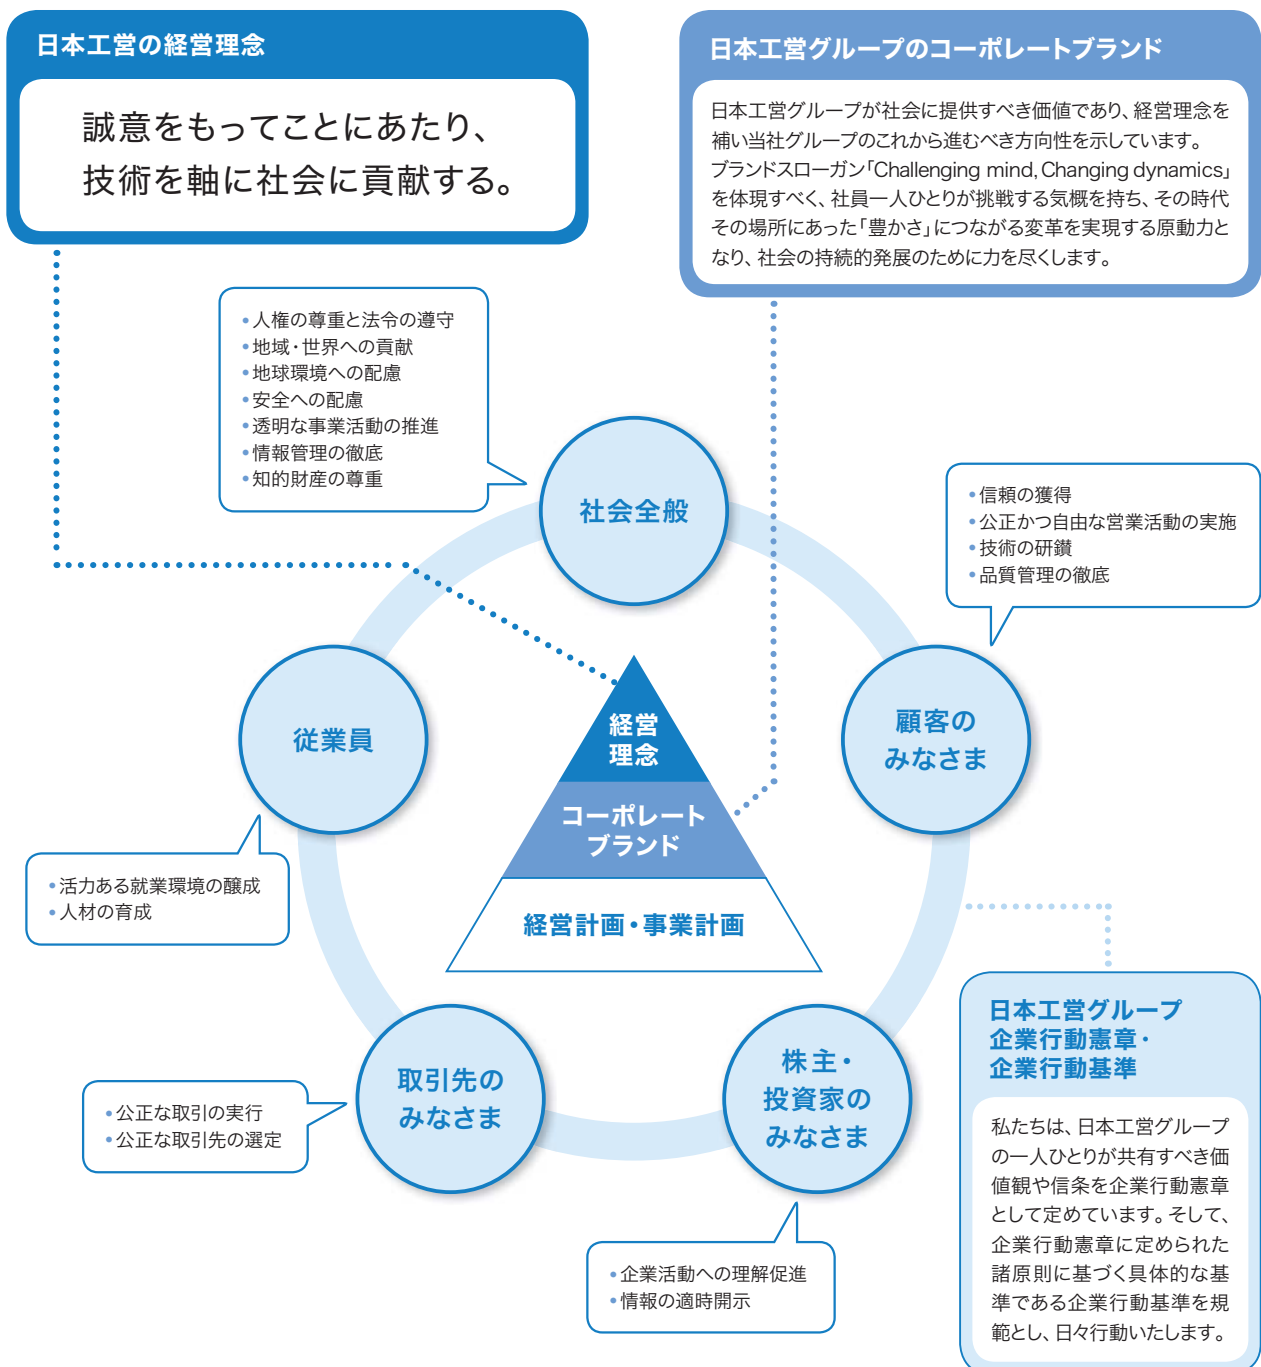 日本工営の経営理念
誠意をもってことにあたり、
技術を軸に社会に貢献する。
日本工営グループのコーポレートブランド
日本工営グループが社会に提供すべき価値であり、経営理念を
補い当社グループのこれから進むべき方向性を示しています。
ブランドスローガン「Challenging mind, Changing dynamics」
を体現すべく、社員一人ひとりが挑戦する気概を持ち、その時代
その場所にあった「豊かさ」につながる変革を実現する原動力と
なり、社会の持続的発展のために力を尽くします。
•人権の尊重と法令の遵守
•地域・世界への貢献
•地球環境への配慮
•安全への配慮
•透明な事業活動の推進
•情報管理の徹底
•知的財産の尊重
社会全般
•信頼の獲得
•公正かつ自由な営業活動の実施
•技術の研鑽
•品質管理の徹底
従業員
顧客の
みなさま
経営
理念
コーポレート
ブランド
経営計画・事業計画
•活力ある就業環境の醸成
•人材の育成
取引先の
みなさま
•公正な取引の実行
•公正な取引先の選定
株主・
投資家の
みなさま
•企業活動への理解促進
•情報の適時開示
日本工営グループ
企業行動憲章・
企業行動基準
私たちは、日本工営グループ
の一人ひとりが共有すべき価
値観や信条を企業行動憲章
として定めています。そして、
企業行動憲章に定められた
諸原則に基づく具体的な基
準である企業行動基準を規
範とし、日々行動いたします。